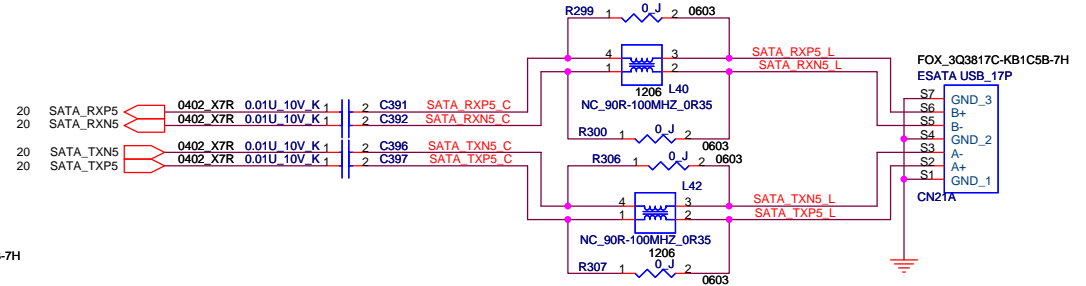 R299 1 0_J 2 0603
4 3 SATA_RXP5_L
1 2 SATA_RXN5_L
FOX_3Q3817C-KB1C5B-7H
ESATA USB_17P
1206 L40
NC_90R-100MHZ_0R35
20 SATA_RXP5 0402_X7R 0.01U_10V_K 1 2 C391 SATA_RXP5_C
20 SATA_RXN5 0402_X7R 0.01U_10V_K 1 2 C392 SATA_RXN5_C
R300 1 0_J 2 0603
20 SATA_TXN5 0402_X7R 0.01U_10V_K 1 2 C396 SATA_TXN5_C
20 SATA_TXP5 0402_X7R 0.01U_10V_K 1 2 C397 SATA_TXP5_C
R306 1 0_J 2 0603
S7 GND_3
S6 B+
S5 B-
S4 GND_2
S3 A-
S2 A+
S1 GND_1
CN21A
L42
4 3 SATA_TXN5_L
1 2 SATA_TXP5_L
NC_90R-100MHZ_0R35
1206
R307 1 0_J 2 0603
-7H